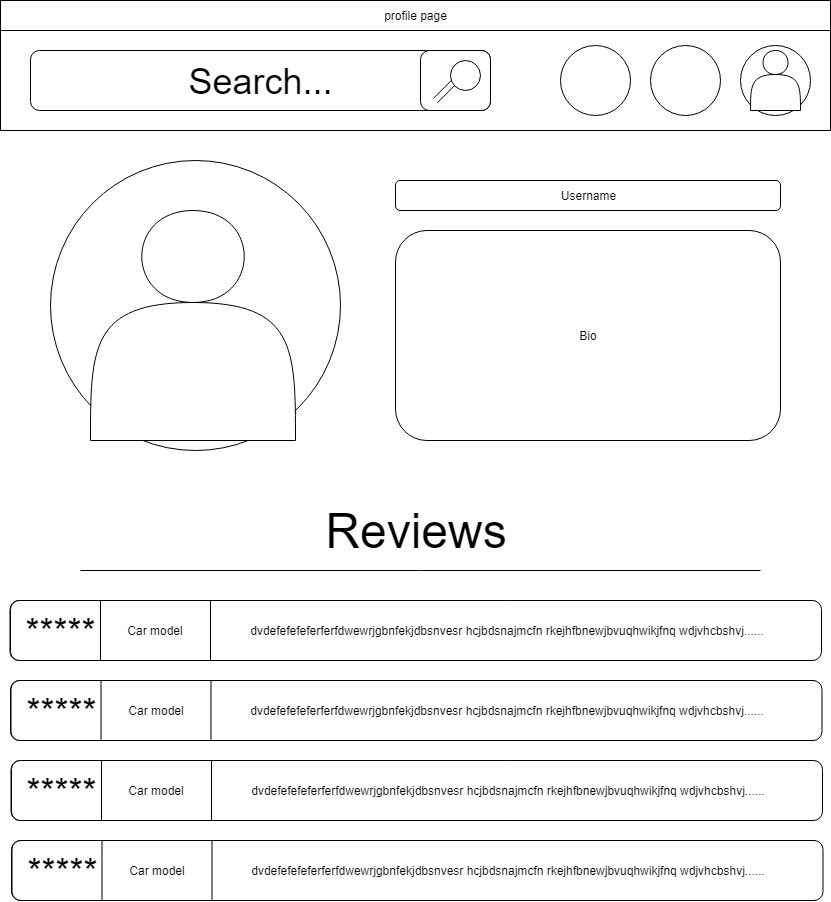 profile page
Search...
Username
Bio
Reviews
***** Car model dvdefefefeferferfdwewrjgbnfekjdbsnvesr hcjbdsnajmcfn rkejhfbnewjbvuqhwikjfnq wdjvhcbshvj......
***** Car model dvdefefefeferferfdwewrjgbnfekjdbsnvesr hcjbdsnajmcfn rkejhfbnewjbvuqhwikjfnq wdjvhcbshvj......
***** Car model dvdefefefeferferfdwewrjgbnfekjdbsnvesr hcjbdsnajmcfn rkejhfbnewjbvuqhwikjfnq wdjvhcbshvj......
***** Car model dvdefefefeferferfdwewrjgbnfekjdbsnvesr hcjbdsnajmcfn rkejhfbnewjbvuqhwikjfnq wdjvhcbshvj......